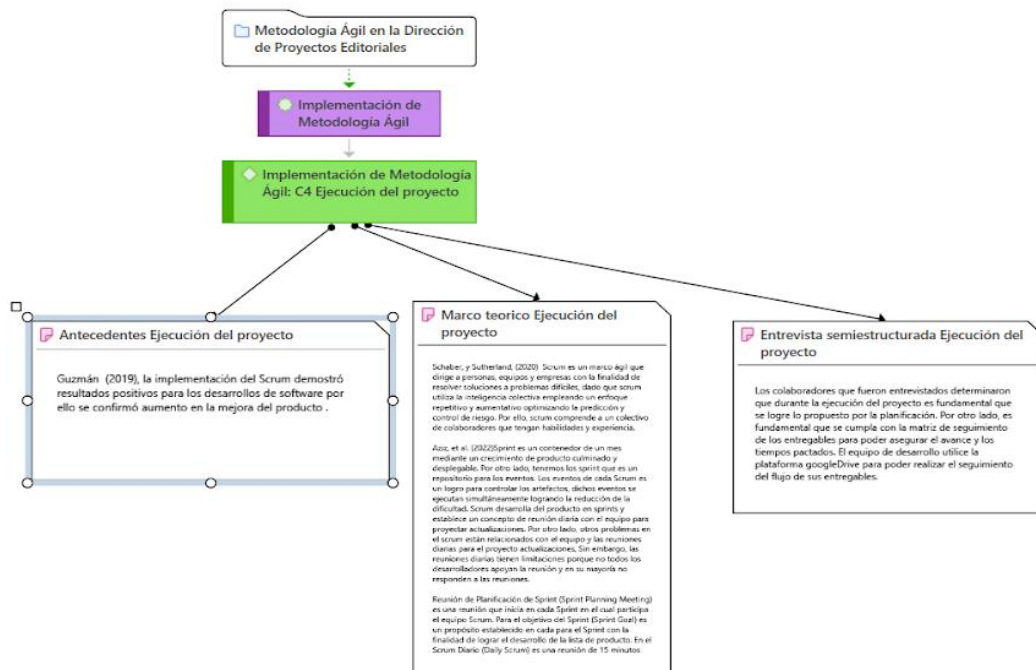 Metodología Ágil en la Dirección
de Proyectos Editoriales
Implementación de
Metodología Ágil
Implementación de Metodología
Ágil: C4 Ejecución del proyecto
Antecedentes Ejecución del proyecto
Guzmán (2019), la implementación del Scrum demostró
resultados positivos para los desarrollos de software por
ello se confirmó aumento en la mejora del producto .
Marco teorico Ejecución del
proyecto
Schaber, y Sutherland, (2020) Scrum es un marco ágil que
dirige a personas, equipos y empresas con la finalidad de
resolver soluciones a problemas difíciles, dado que scrum
utiliza la inteligencia colectiva empleando un enfoque
repetitivo y aumentativo optimizando la predicción y
control de riesgo. Por ello, scrum comprende a un colectivo
de colaboradores que tengan habilidades y experiencia.
Aziz, et al. (2022)Sprint es un contenedor de un mes
mediante un crecimiento de producto culminado y
desplegable. Por otro lado, tenemos los sprint que es un
repositorio para los eventos. Los eventos de cada Scrum es
un logro para controlar los artefactos, dichos eventos se
ejecutan simultáneamente logrando la reducción de la
dificultad. Scrum desarrolla del producto en sprints y
establece un concepto de reunión diaria con el equipo para
proyectar actualizaciones. Por otro lado, otros problemas en
el scrum están relacionados con el equipo y las reuniones
diarias para el proyecto actualizaciones, Sin embargo, las
reuniones diarias tienen limitaciones porque no todos los
desarrolladores apoyan la reunión y en su mayoría no
responden a las reuniones.
Reunión de Planificación de Sprint (Sprint Planning Meeting)
es una reunión que inicia en cada Sprint en el cual participa
el equipo Scrum. Para el objetivo del Sprint (Sprint Goal) es
un propósito establecido en cada para el Sprint con la
finalidad de lograr el desarrollo de la lista de producto. En el
Scrum Diario (Daily Scrum) es una reunión de 15 minutos
Entrevista semiestructurada Ejecución del
proyecto
Los colaboradores que fueron entrevistados determinaron
que durante la ejecución del proyecto es fundamental que
se logre lo propuesto por la planificación. Por otro lado, es
fundamental que se cumpla con la matriz de seguimiento
de los entregables para poder asegurar el avance y los
tiempos pactados. El equipo de desarrollo utilice la
plataforma googleDrive para poder realizar el seguimiento
del flujo de sus entregables.